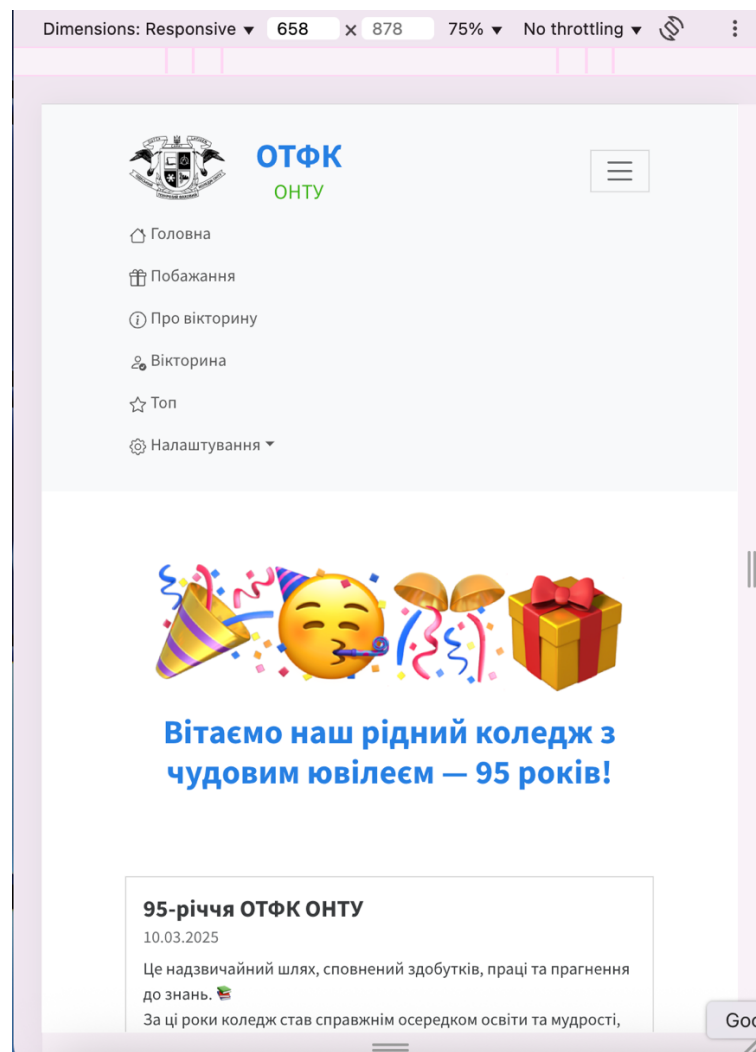 Dimensions: Responsive 658 x 878 75% No throttling
ОТФК
ОНТУ
Головна
Побажання
Про вікторину
Вікторина
Топ
Налаштування
Вітаємо наш рідний коледж з
чудовим ювілеєм — 95 років!
95-річчя ОТФК ОНТУ
10.03.2025
Це надзвичайний шлях, сповнений здобутків, праці та прагнення
до знань. 📚
За ці роки коледж став справжнім осередком освіти та мудрості,